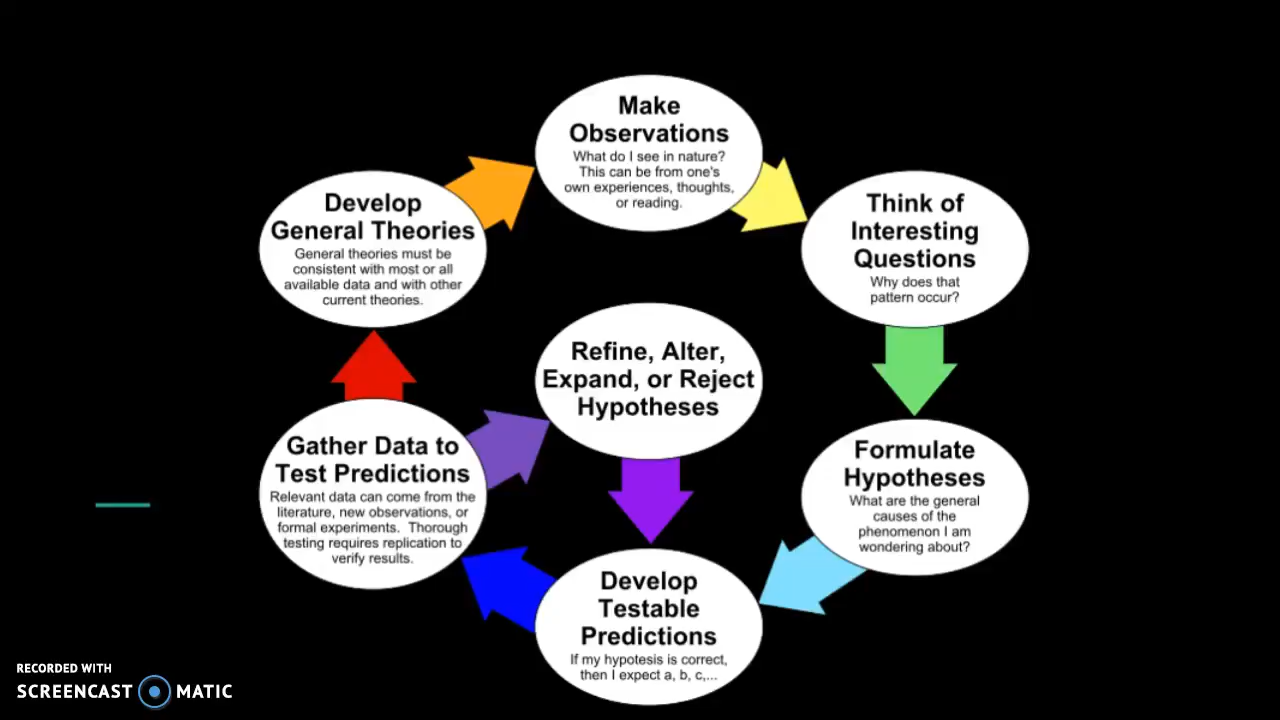 Make
Observations
What do I see in nature?
This can be from one's
own experiences, thoughts,
or reading.
Think of
Interesting
Questions
Why does that
pattern occur?
Formulate
Hypotheses
What are the general
causes of the
phenomenon I am
wondering about?
Develop
Testable
Predictions
If my hypotesis is correct,
then I expect a, b, c,...
Gather Data to
Test Predictions
Relevant data can come from the
literature, new observations, or
formal experiments. Thorough
testing requires replication to
verify results.
Refine, Alter,
Expand, or Reject
Hypotheses
Develop
General Theories
General theories must be
consistent with most or all
available data and with other
current theories.
RECORDED WITH
SCREENCAST MATIC